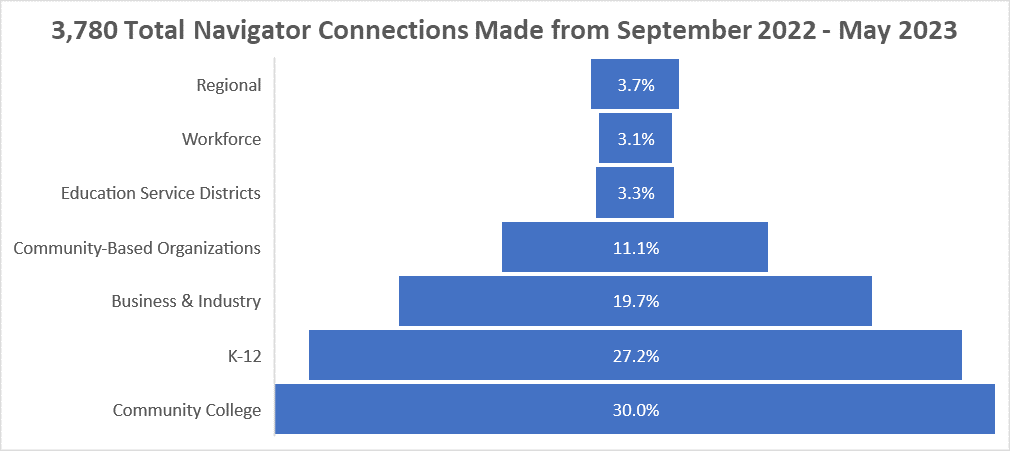 3,780 Total Navigator Connections Made from September 2022 - May 2023
Regional 3.7%
Workforce 3.1%
Education Service Districts 3.3%
Community-Based Organizations 11.1%
Business & Industry 19.7%
K-12 27.2%
Community College 30.0%